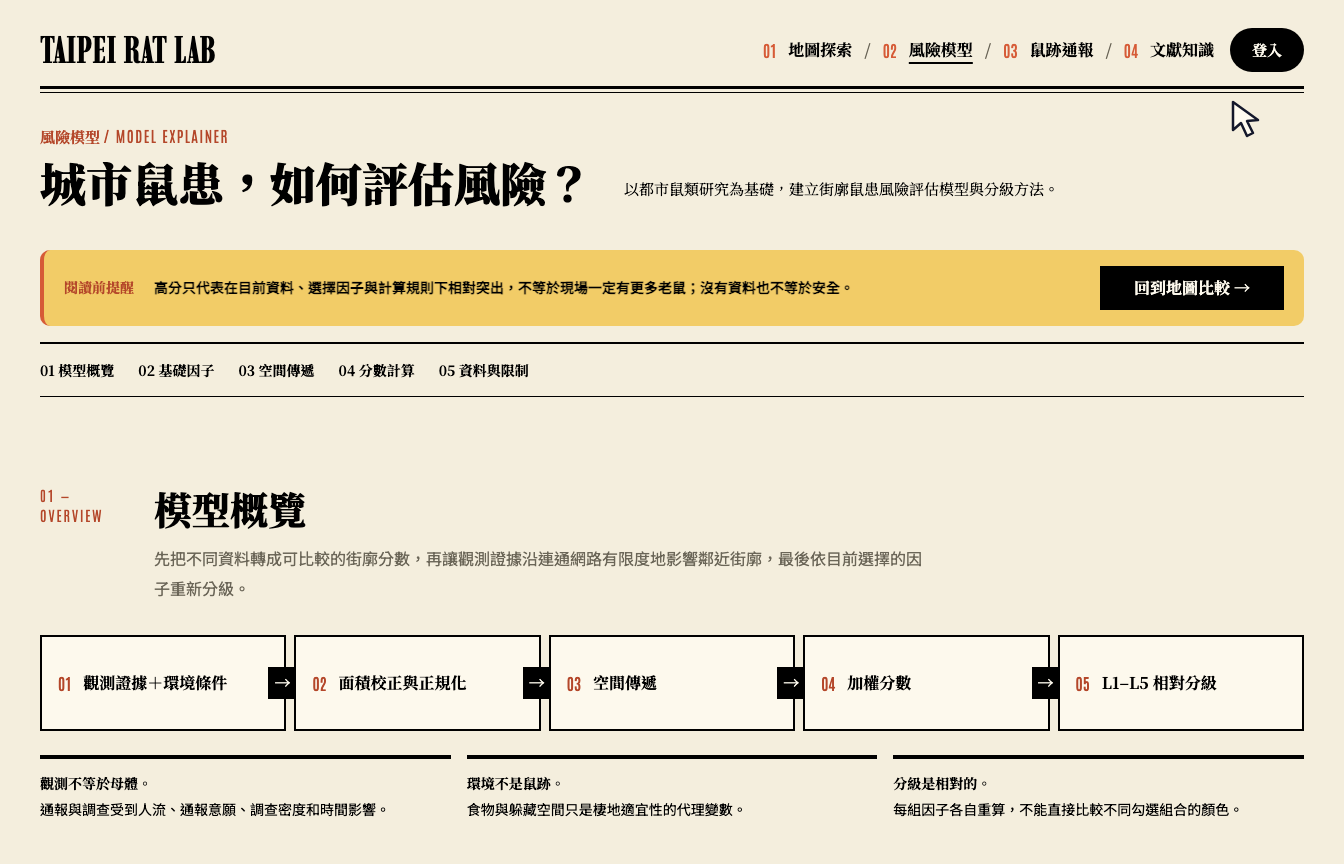 TAIPEI RAT LAB
01 地圖探索 / 02 風險模型 / 03 鼠跡通報 / 04 文獻知識 登入
風險模型 / MODEL EXPLAINER
城市鼠患，如何評估風險？
以都市鼠類研究為基礎，建立街廓鼠患風險評估模型與分級方法。
閱讀前提醒 高分只代表在目前資料、選擇因子與計算規則下相對突出，不等於現場一定有更多老鼠；沒有資料也不等於安全。 回到地圖比較 →
01 模型概覽 02 基礎因子 03 空間傳遞 04 分數計算 05 資料與限制
01 —
OVERVIEW
模型概覽
先把不同資料轉成可比較的街廓分數，再讓觀測證據沿連通網路有限度地影響鄰近街廓，最後依目前選擇的因
子重新分級。
01 觀測證據＋環境條件 → 02 面積校正與正規化 → 03 空間傳遞 → 04 加權分數 → 05 L1–L5 相對分級
觀測不等於母體。
通報與調查受到人流、通報意願、調查密度和時間影響。
環境不是鼠跡。
食物與躲藏空間只是棲地適宜性的代理變數。
分級是相對的。
每組因子各自重算，不能直接比較不同勾選組合的顏色。